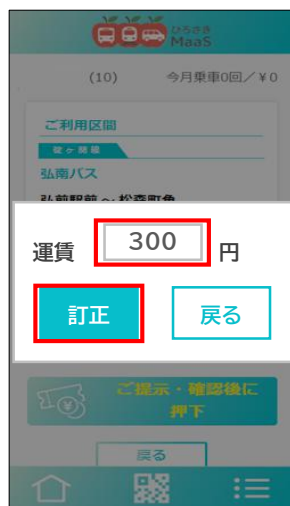 ひろさき
MaaS
(10) 今月乗車0回／¥0
ご利用区間
弘南バス
弘前駅前～松森町角
運賃 300 円
訂正 戻る
ご提示・確認後に
押下
戻る